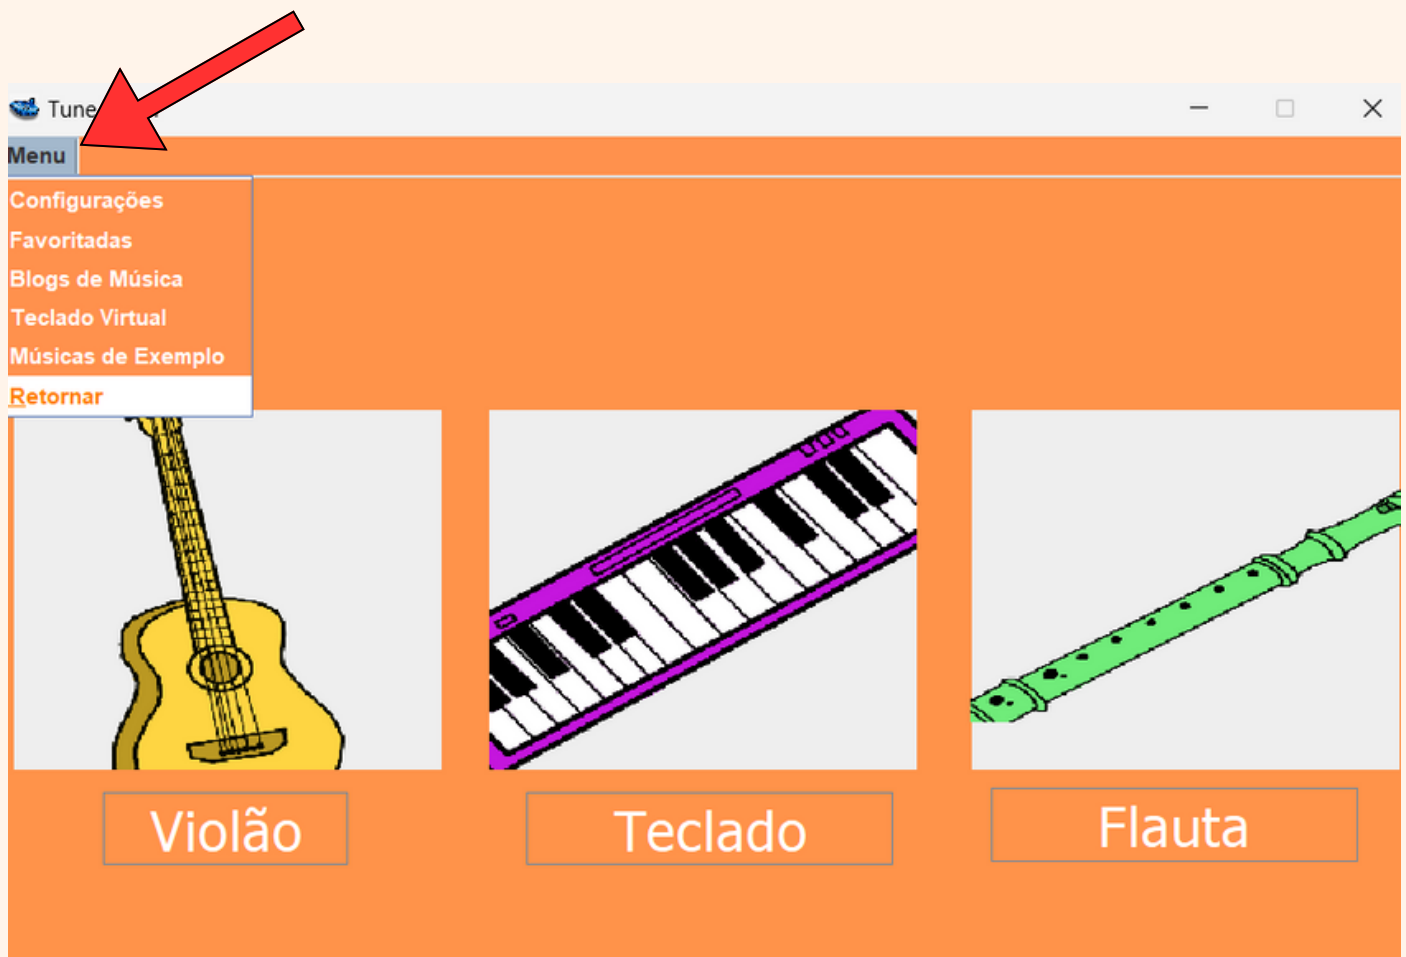 Tune
Menu
Configurações
Favoritadas
Blogs de Música
Teclado Virtual
Músicas de Exemplo
Retornar
Violão
Teclado
Flauta